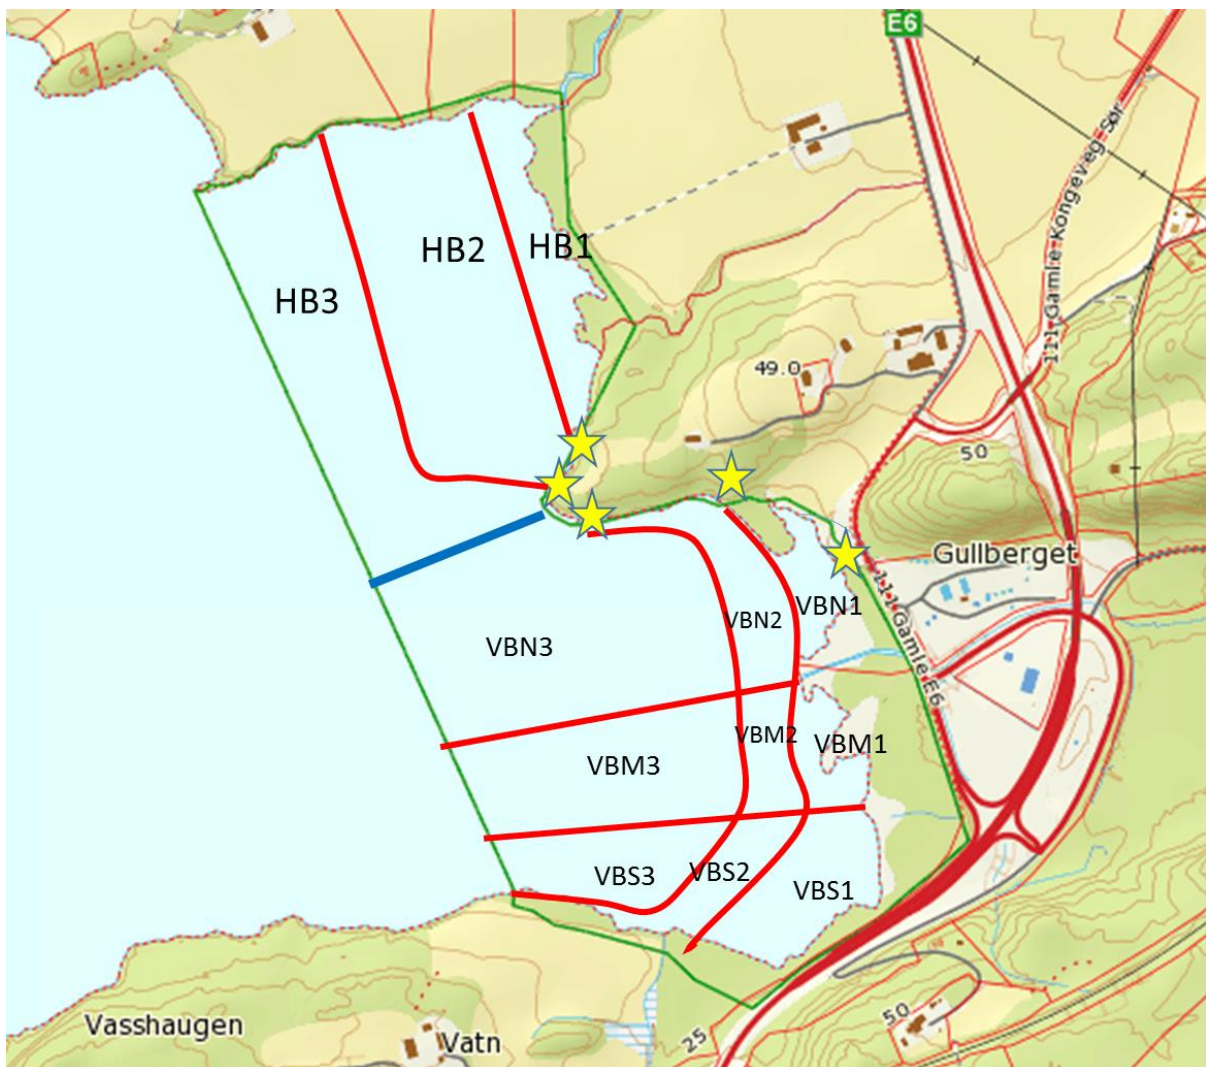 E6
111 Gamle Kongeveg Sør
HB1
HB2
HB3
49.0
50
Gullberget
VBN1
VBN2
111 Gamle E6
VBN3
VBM2
VBM1
VBM3
VBS2
VBS3
VBS1
50
Vasshaugen
25
Vatn